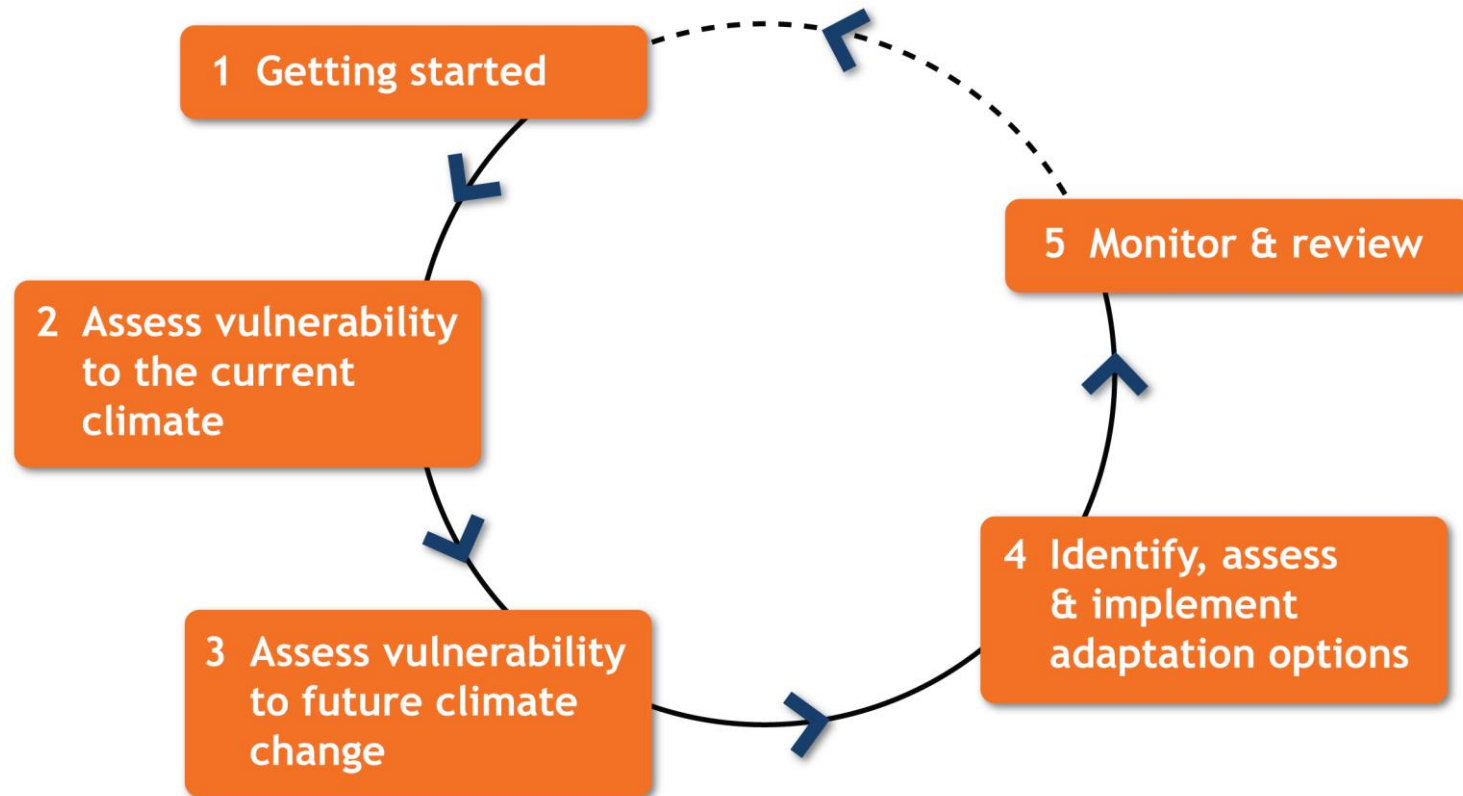 1 Getting started
2 Assess vulnerability
to the current
climate
3 Assess vulnerability
to future climate
change
4 Identify, assess
& implement
adaptation options
5 Monitor & review